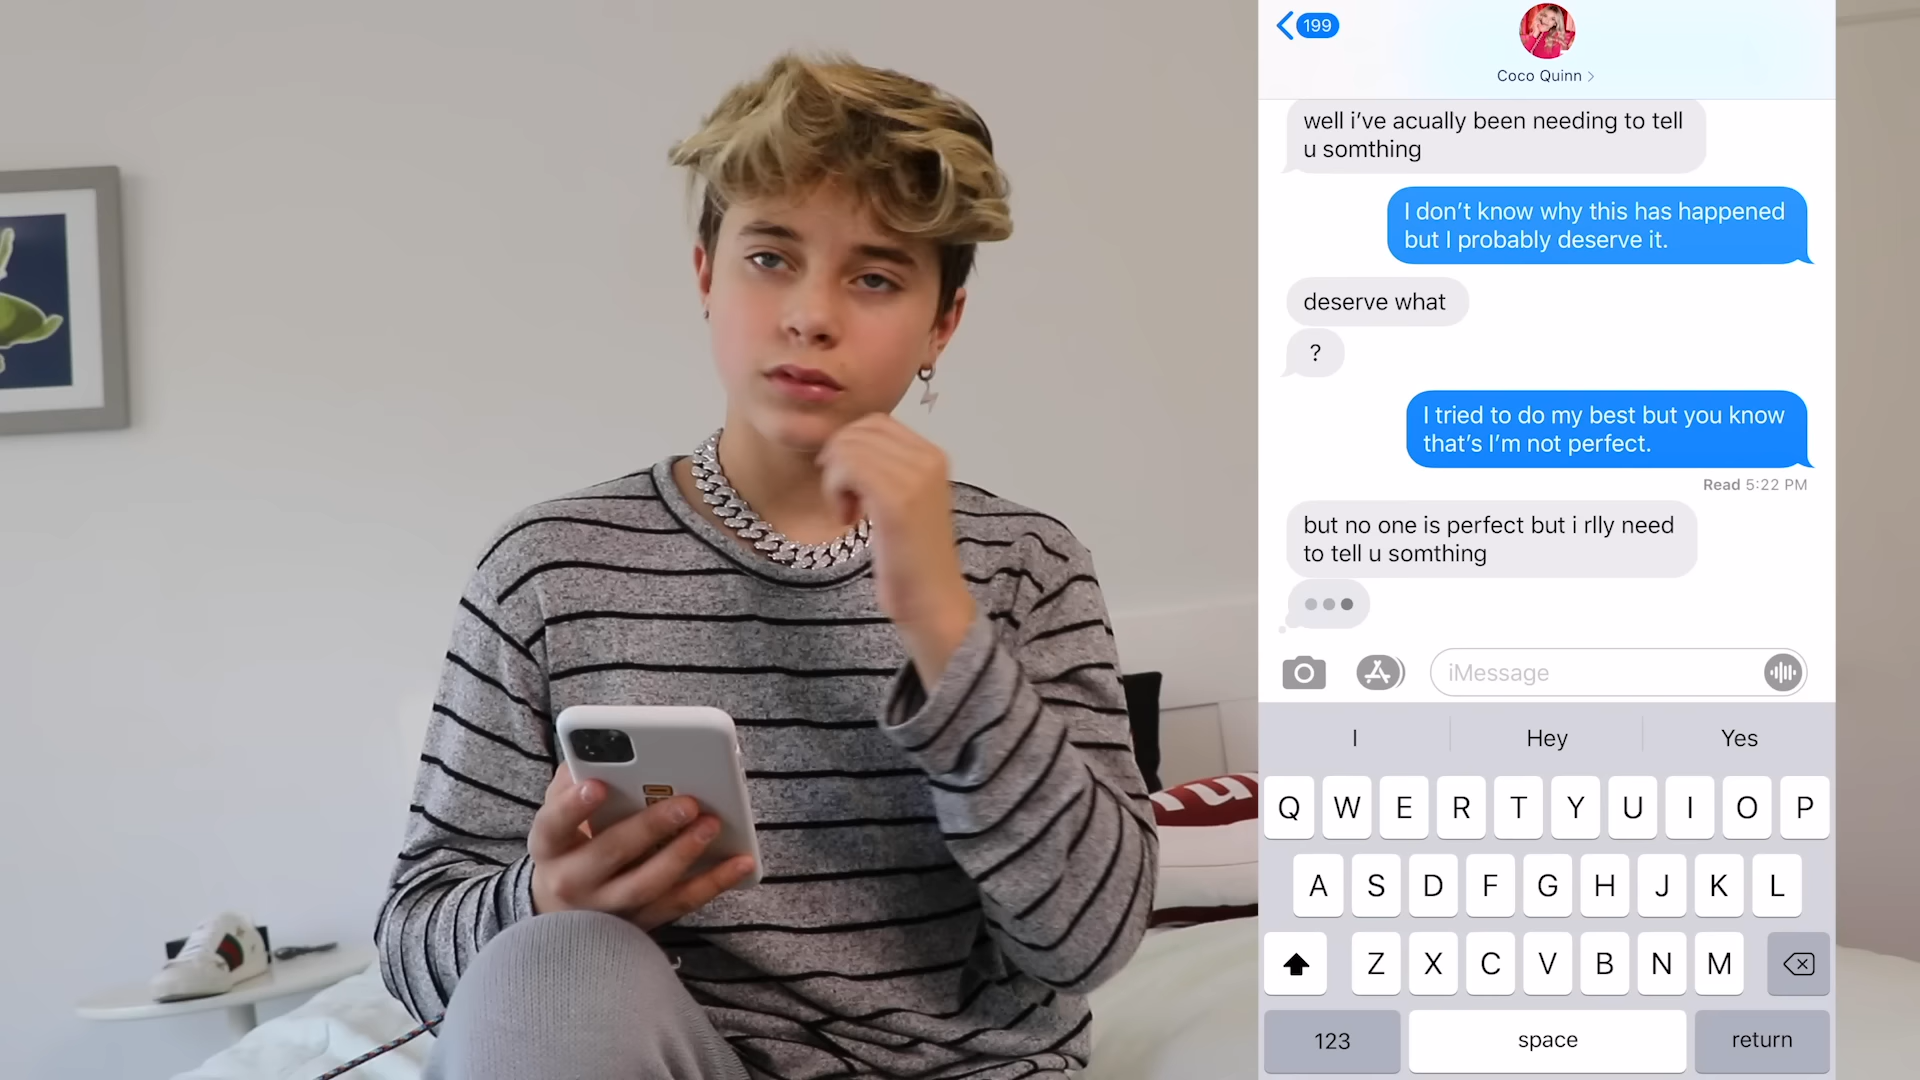 199
Coco Quinn
well i’ve acually been needing to tell
u somthing
I don’t know why this has happened
but I probably deserve it.
deserve what
?
I tried to do my best but you know
that’s I’m not perfect.
Read 5:22 PM
but no one is perfect but i rlly need
to tell u somthing
iMessage
I Hey Yes
Q W E R T Y U I O P
A S D F G H J K L
Z X C V B N M
123 space return